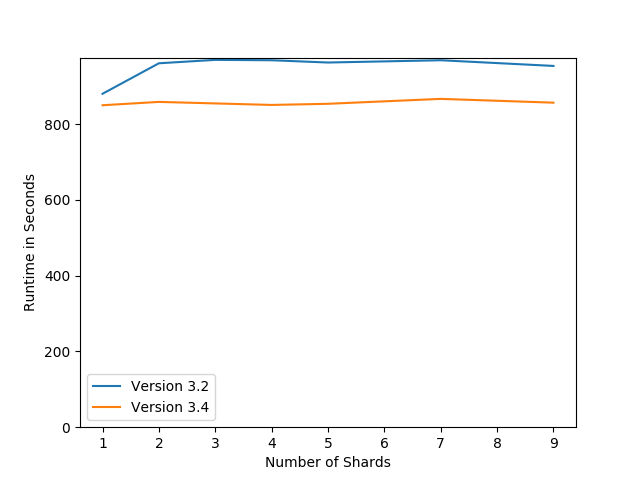 800
600
400
200
0
Runtime in Seconds
Version 3.2
Version 3.4
1 2 3 4 5 6 7 8 9
Number of Shards